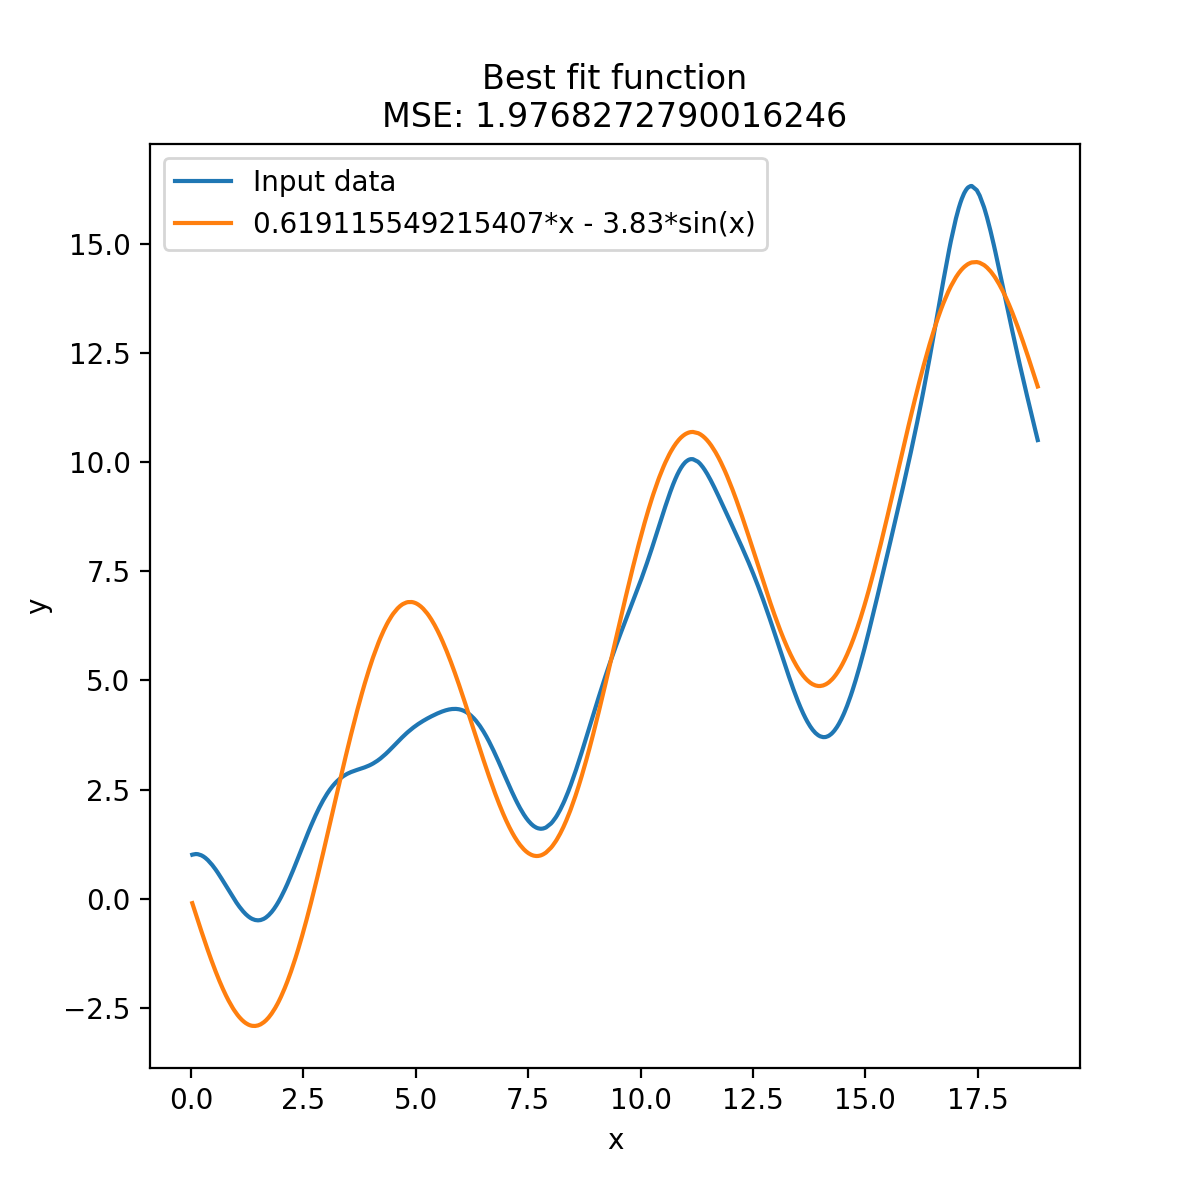 Best fit function
MSE: 1.9768272790016246
Input data
0.619115549215407*x - 3.83*sin(x)
15.0
12.5
10.0
7.5
5.0
2.5
0.0
−2.5
y
0.0 2.5 5.0 7.5 10.0 12.5 15.0 17.5
x